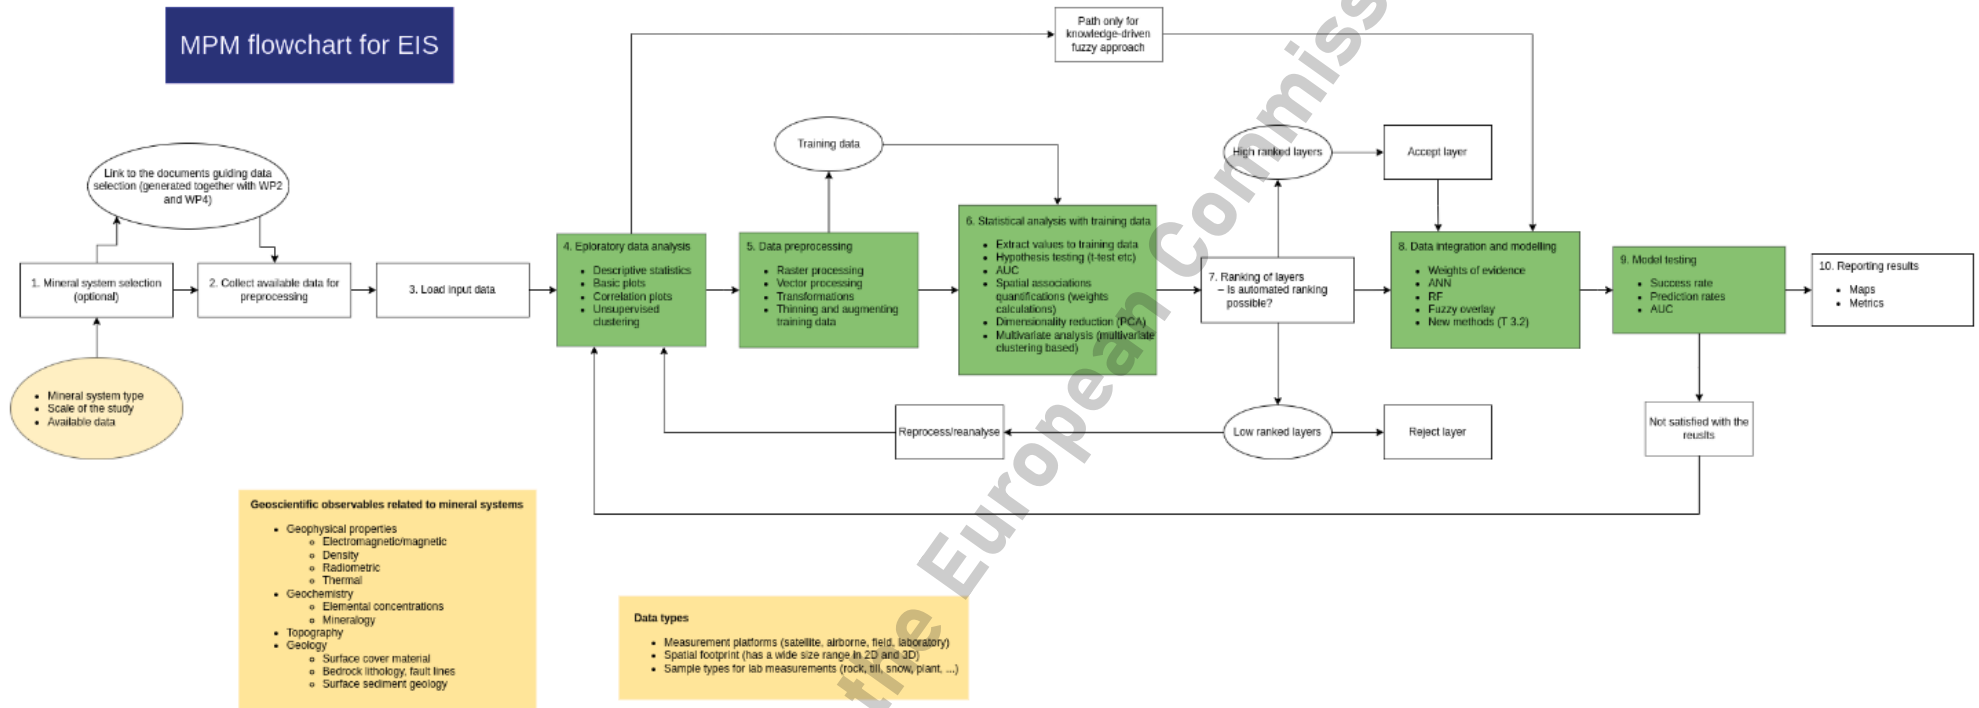 MPM flowchart for EIS
Path only for
knowledge-driven
fuzzy approach
Link to the documents guiding data
selection (generated together with WP2
and WP4)
Training data
High ranked layers
Accept layer
1. Mineral system selection
(optional)
2. Collect available data for
preprocessing
3. Load input data
4. Eploratory data analysis
• Descriptive statistics
• Basic plots
• Correlation plots
• Unsupervised
clustering
5. Data preprocessing
• Raster processing
• Vector processing
• Transformations
• Thinning and augmenting
training data
6. Statistical analysis with training data
• Extract values to training data
• Hypothesis testing (t-test etc)
• AUC
• Spatial associations
quantifications (weights
calculations)
• Dimensionality reduction (PCA)
• Multivariate analysis (multivariate
clustering based)
7. Ranking of layers
– Is automated ranking
possible?
8. Data integration and modelling
• Weights of evidence
• ANN
• RF
• Fuzzy overlay
• New methods (T 3.2)
9. Model testing
• Success rate
• Prediction rates
• AUC
10. Reporting results
• Maps
• Metrics
• Mineral system type
• Scale of the study
• Available data
Reprocess/reanalyse
Low ranked layers
Reject layer
Not satisfied with the
reuslts
Geoscientific observables related to mineral systems
• Geophysical properties
o Electromagnetic/magnetic
o Density
o Radiometric
o Thermal
• Geochemistry
o Elemental concentrations
o Mineralogy
• Topography
• Geology
o Surface cover material
o Bedrock lithology, fault lines
o Surface sediment geology
Data types
• Measurement platforms (satellite, airborne, field, laboratory)
• Spatial footprint (has a wide size range in 2D and 3D)
• Sample types for lab measurements (rock, till, snow, plant, ...)
the European Commiss